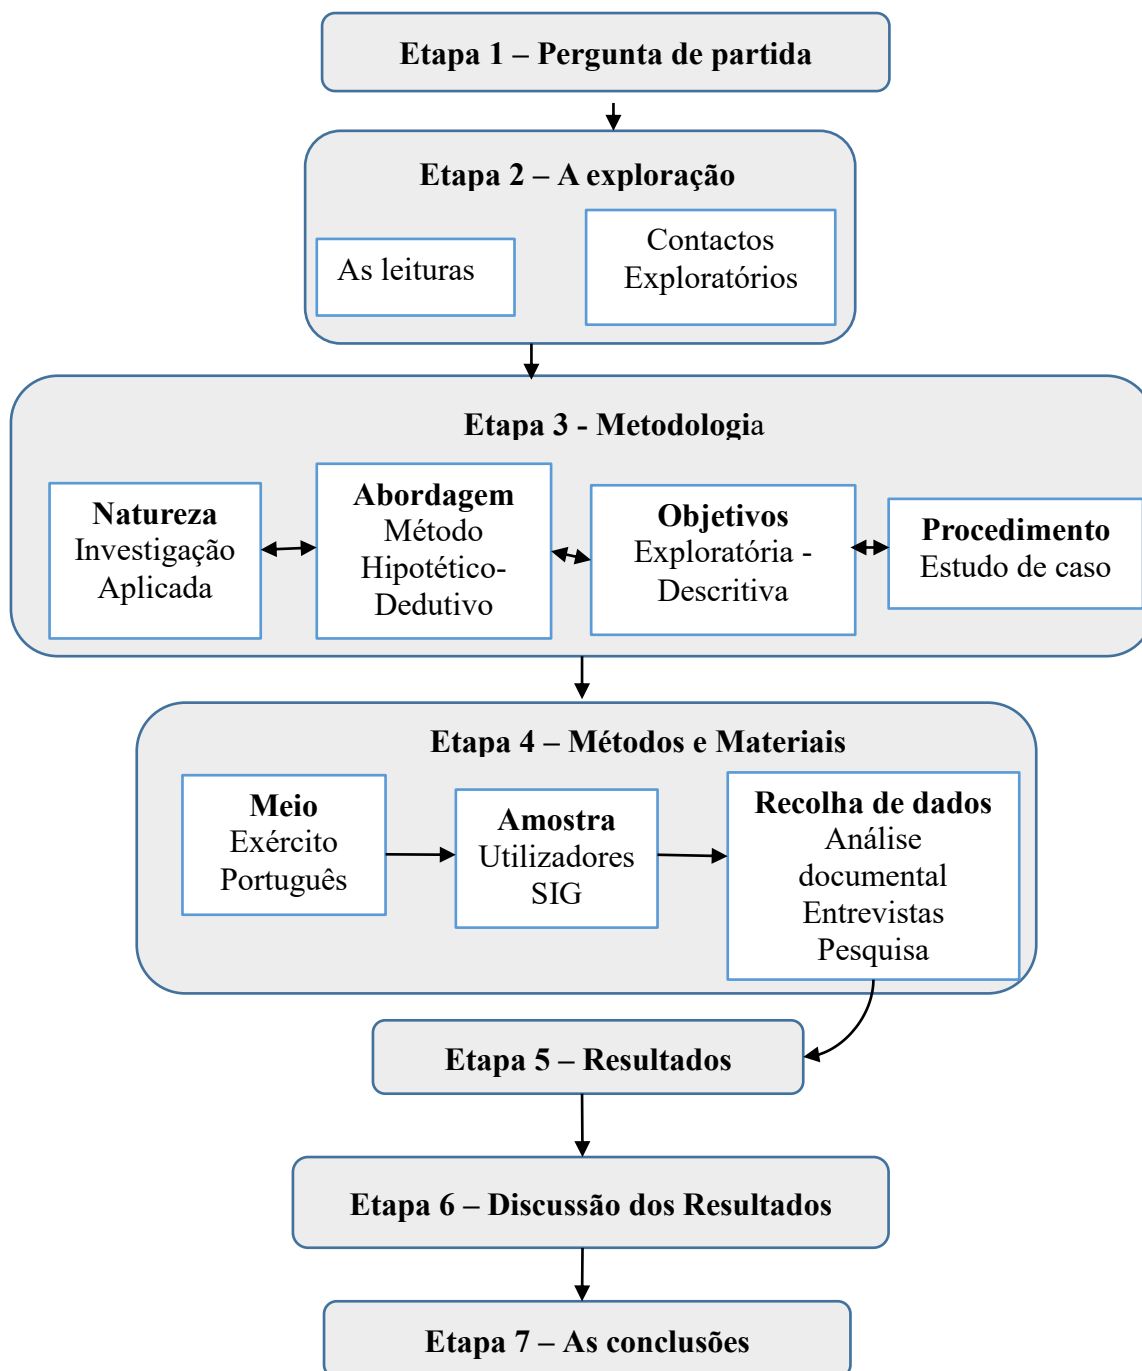 Etapa 1 – Pergunta de partida
Etapa 2 – A exploração
As leituras
Contactos
Exploratórios
Etapa 3 - Metodologia
Natureza
Investigação
Aplicada
Abordagem
Método
Hipotético-
Dedutivo
Objetivos
Exploratória -
Descritiva
Procedimento
Estudo de caso
Etapa 4 – Métodos e Materiais
Meio
Exército
Português
Amostra
Utilizadores
SIG
Recolha de dados
Análise
documental
Entrevistas
Pesquisa
Etapa 5 – Resultados
Etapa 6 – Discussão dos Resultados
Etapa 7 – As conclusões